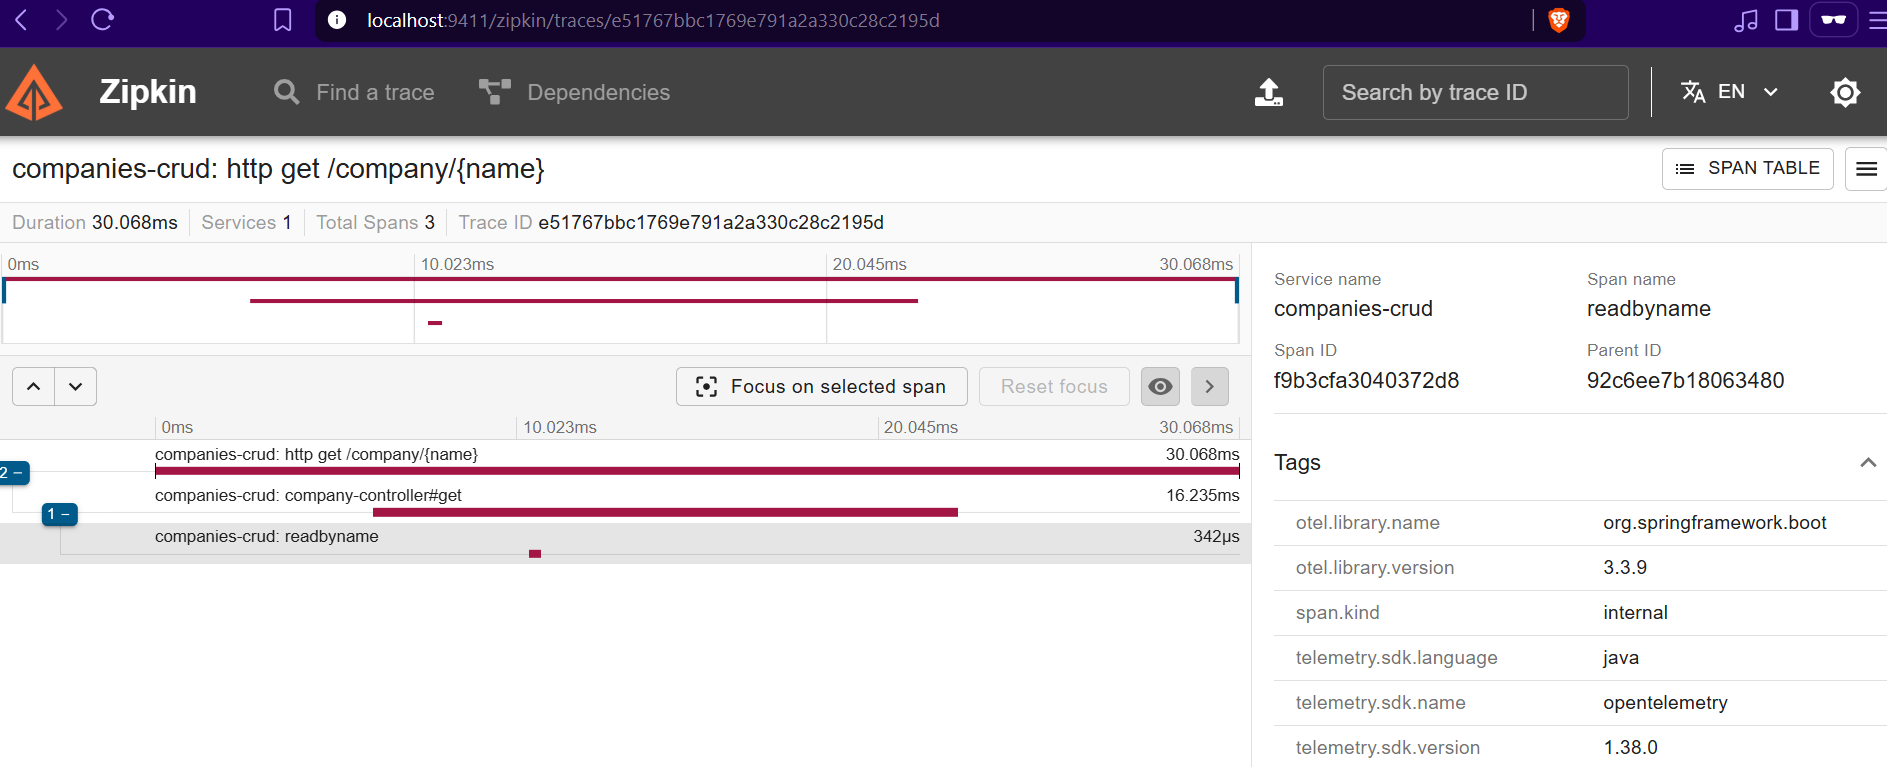 localhost:9411/zipkin/traces/e51767bbc1769e791a2a330c28c2195d
Zipkin
Find a trace
Dependencies
Search by trace ID
EN
companies-crud: http get /company/{name}
SPAN TABLE
Duration 30.068ms
Services 1
Total Spans 3
Trace ID e51767bbc1769e791a2a330c28c2195d
0ms 10.023ms 20.045ms 30.068ms
Focus on selected span
Reset focus
0ms 10.023ms 20.045ms 30.068ms
companies-crud: http get /company/{name} 30.068ms
2 −
companies-crud: company-controller#get 16.235ms
1 −
companies-crud: readbyname 342μs
Service name
companies-crud
Span name
readbyname
Span ID
f9b3cfa3040372d8
Parent ID
92c6ee7b18063480
Tags
otel.library.name org.springframework.boot
otel.library.version 3.3.9
span.kind internal
telemetry.sdk.language java
telemetry.sdk.name opentelemetry
telemetry.sdk.version 1.38.0